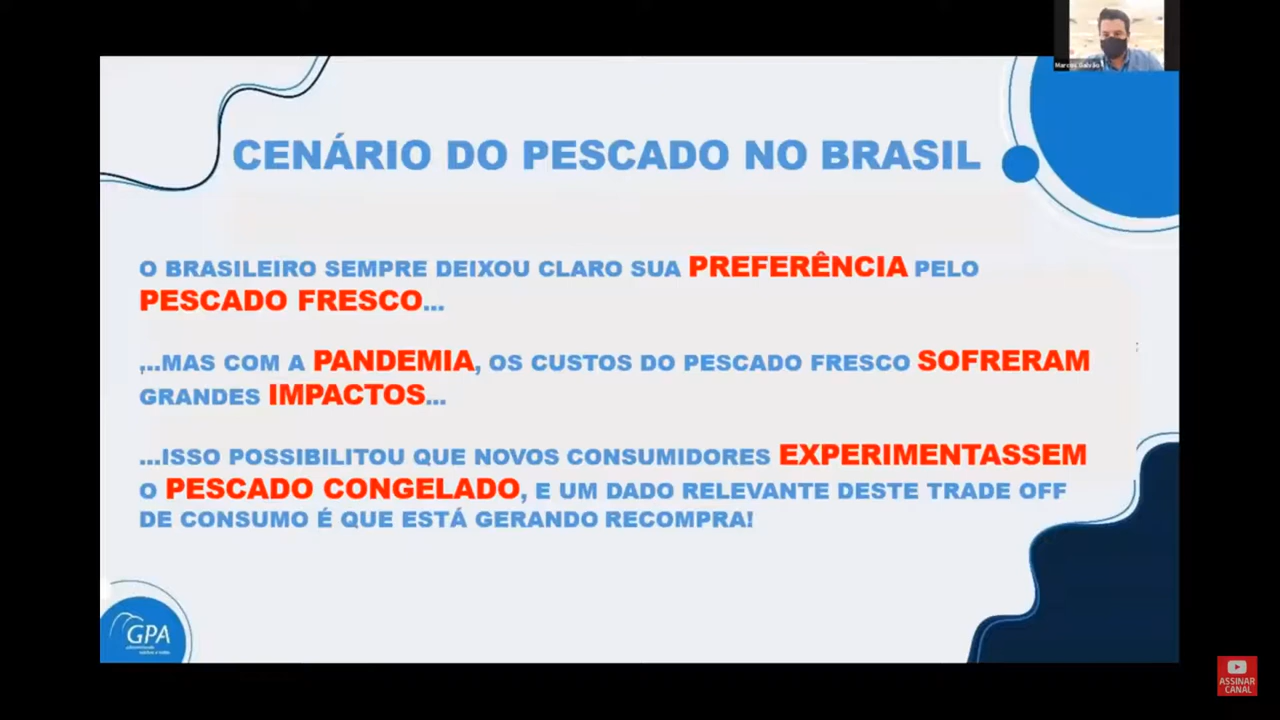 Marcos Galvão
CENÁRIO DO PESCADO NO BRASIL
O BRASILEIRO SEMPRE DEIXOU CLARO SUA PREFERÊNCIA PELO
PESCADO FRESCO...
,..MAS COM A PANDEMIA, OS CUSTOS DO PESCADO FRESCO SOFRERAM
GRANDES IMPACTOS...
...ISSO POSSIBILITOU QUE NOVOS CONSUMIDORES EXPERIMENTASSEM
O PESCADO CONGELADO, E UM DADO RELEVANTE DESTE TRADE OFF
DE CONSUMO É QUE ESTÁ GERANDO RECOMPRA!
GPA
ASSINAR
CANAL